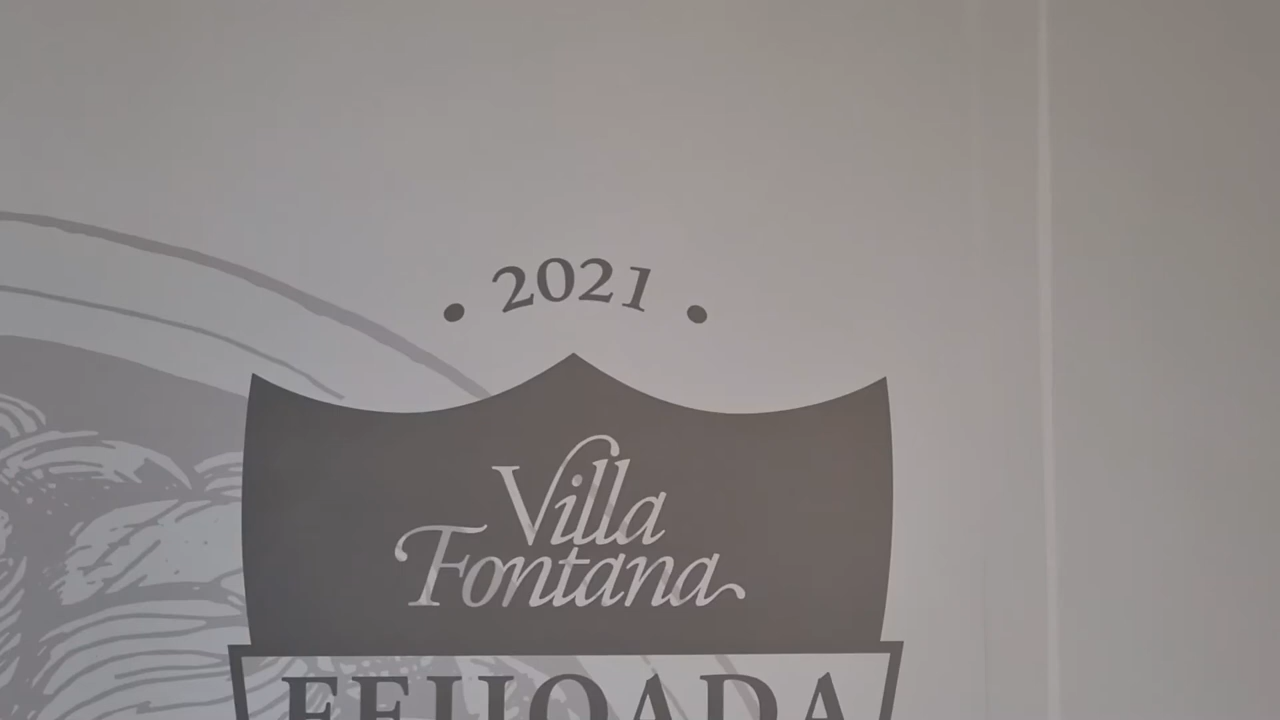 • 2021 •
Villa
Fontana
FEIJOADA